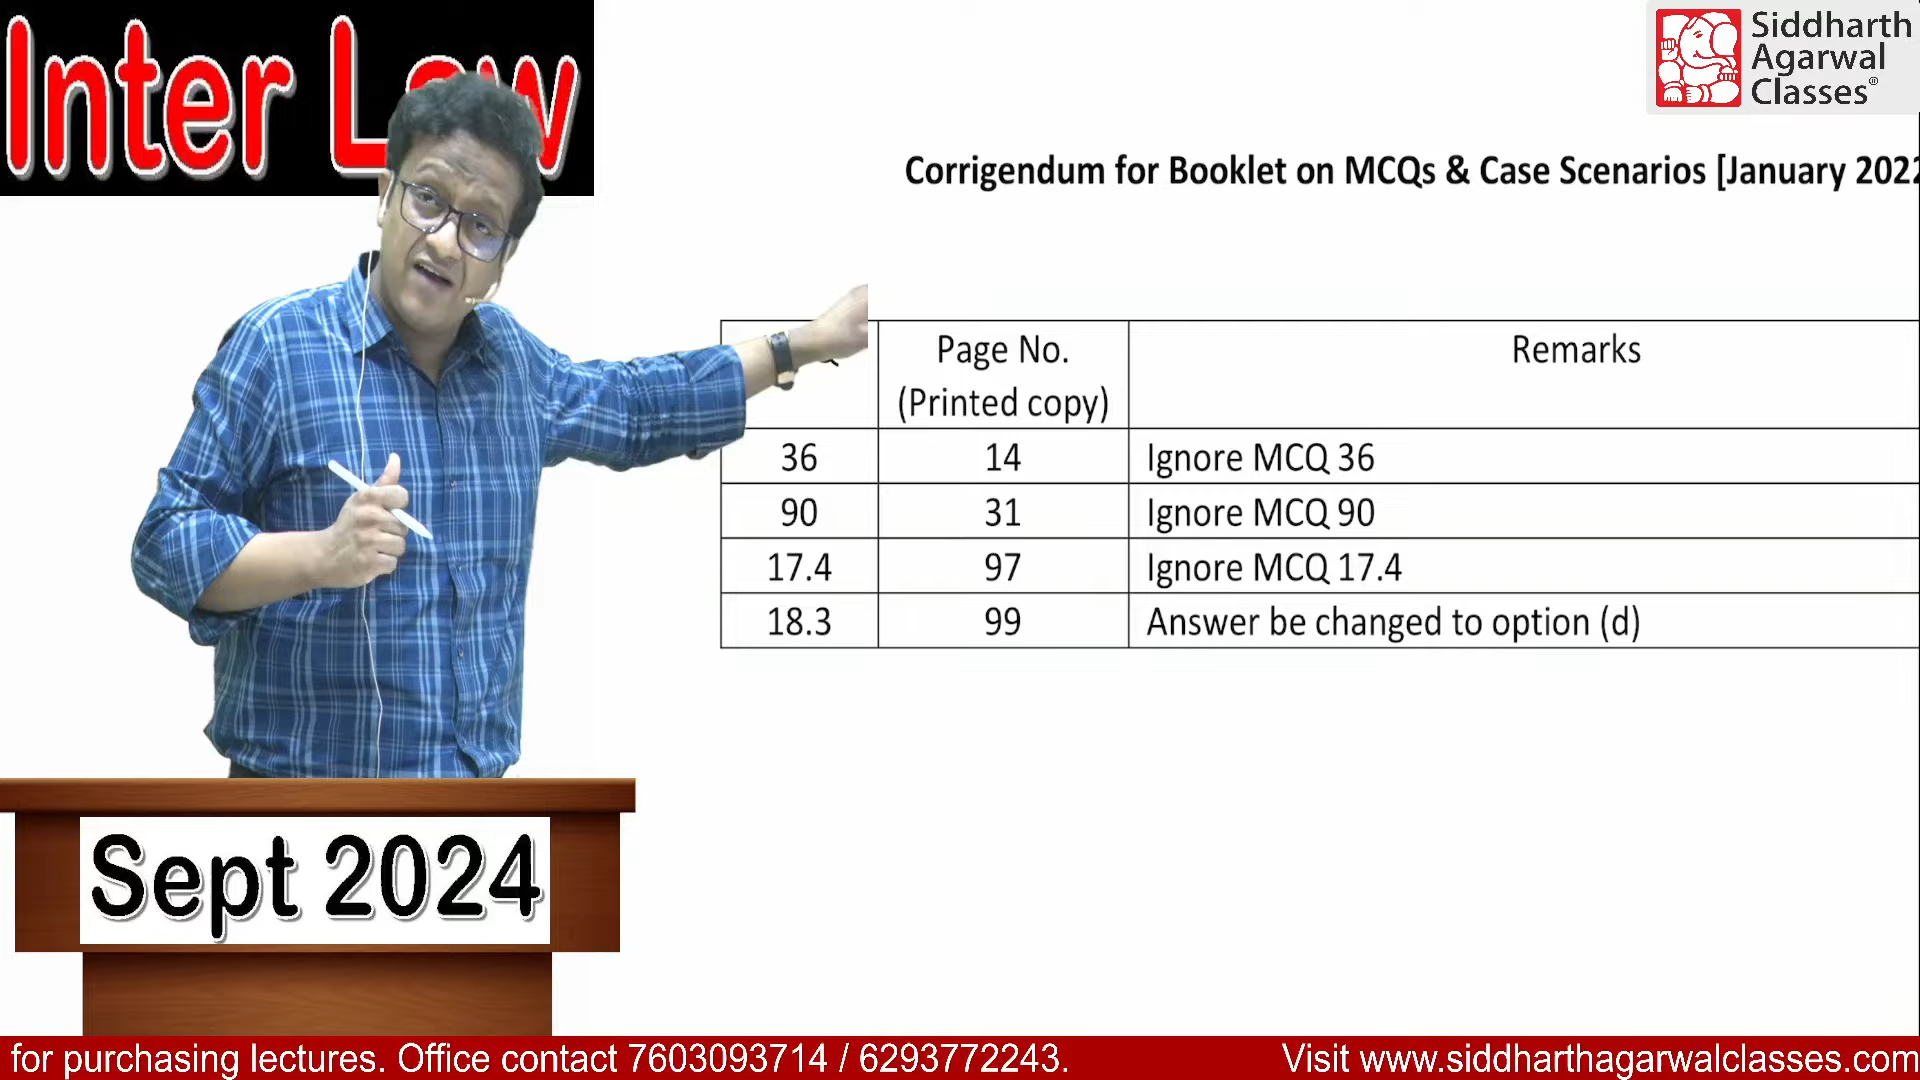 Inter Law
Siddharth
Agarwal
Classes®
Corrigendum for Booklet on MCQs & Case Scenarios [January 2022
Page No.
(Printed copy)
Remarks
36 14 Ignore MCQ 36
90 31 Ignore MCQ 90
17.4 97 Ignore MCQ 17.4
18.3 99 Answer be changed to option (d)
Sept 2024
for purchasing lectures. Office contact 7603093714 / 6293772243.
Visit www.siddharthagarwalclasses.com